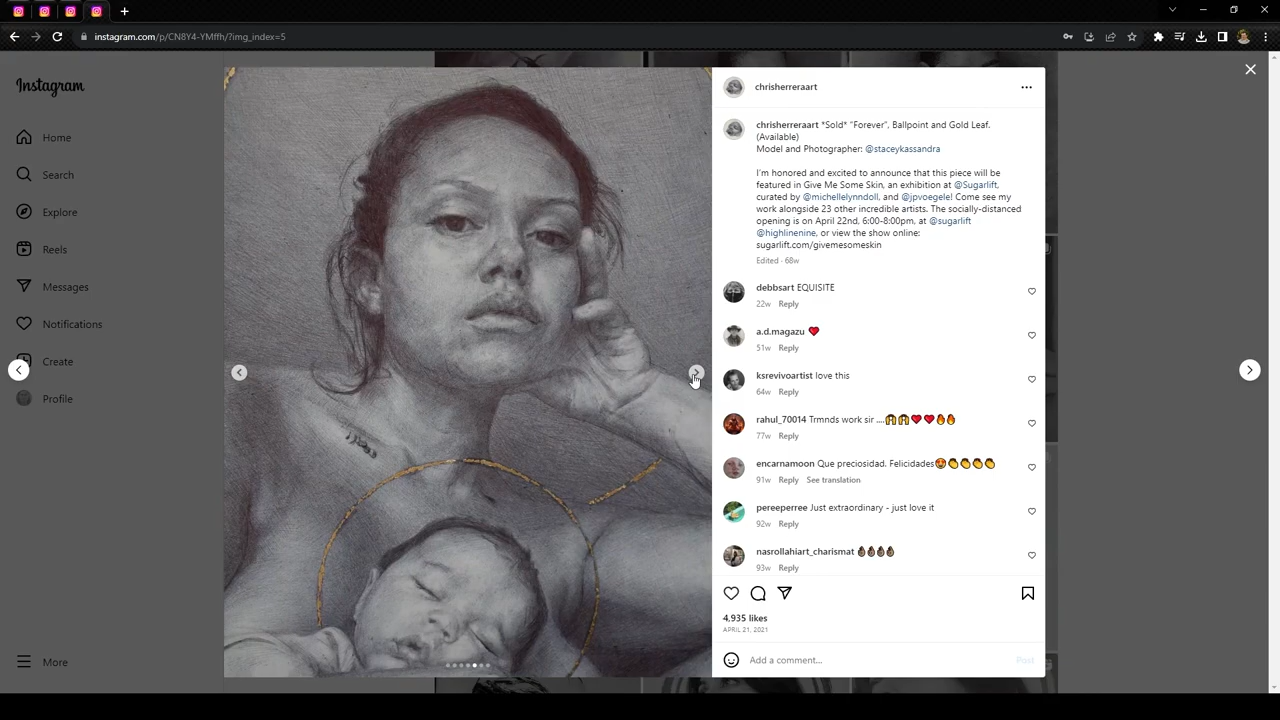 instagram.com/p/CN8Y4-YMffh/?img_index=5
Instagram
Home
Search
Explore
Reels
Messages
Notifications
Create
Profile
More
chrisherreraart
chrisherreraart *Sold* “Forever”, Ballpoint and Gold Leaf.
(Available)
Model and Photographer: @staceykassandra
I’m honored and excited to announce that this piece will be
featured in Give Me Some Skin, an exhibition at @Sugarlift,
curated by @michellelynndoll, and @jpvoegele! Come see my
work alongside 23 other incredible artists. The socially-distanced
opening is on April 22nd, 6:00-8:00pm, at @sugarlift
@highlinenine, or view the show online:
sugarlift.com/givemesomeskin
Edited · 68w
debbsart EQUISITE
22w Reply
a.d.magazu ❤️
51w Reply
ksrevivoartist love this
64w Reply
rahul_70014 Trmnds work sir ....🙌🙌❤️❤️🔥🔥
77w Reply
encarnamoon Que preciosidad. Felicidades😍👏👏👏👏
91w Reply See translation
pereeperree Just extraordinary - just love it
92w Reply
nasrollahiart_charismat 👌🏿👌🏿👌🏿👌🏿
93w Reply
4,935 likes
APRIL 21, 2021
Add a comment...
Post